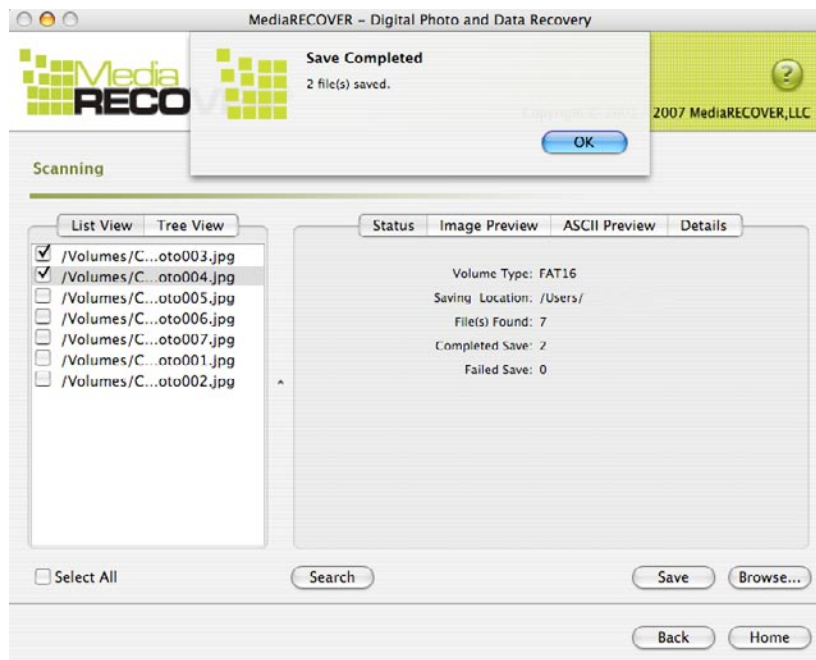 MediaRECOVER – Digital Photo and Data Recovery
Save Completed
2 file(s) saved.
OK
Media
RECOV
?
Copyright © 2007 MediaRECOVER,LLC
Scanning
List View Tree View
/Volumes/C...oto003.jpg
/Volumes/C...oto004.jpg
/Volumes/C...oto005.jpg
/Volumes/C...oto006.jpg
/Volumes/C...oto007.jpg
/Volumes/C...oto001.jpg
/Volumes/C...oto002.jpg
Select All
Status Image Preview ASCII Preview Details
Volume Type: FAT16
Saving Location: /Users/
File(s) Found: 7
Completed Save: 2
Failed Save: 0
Search
Save Browse...
Back Home